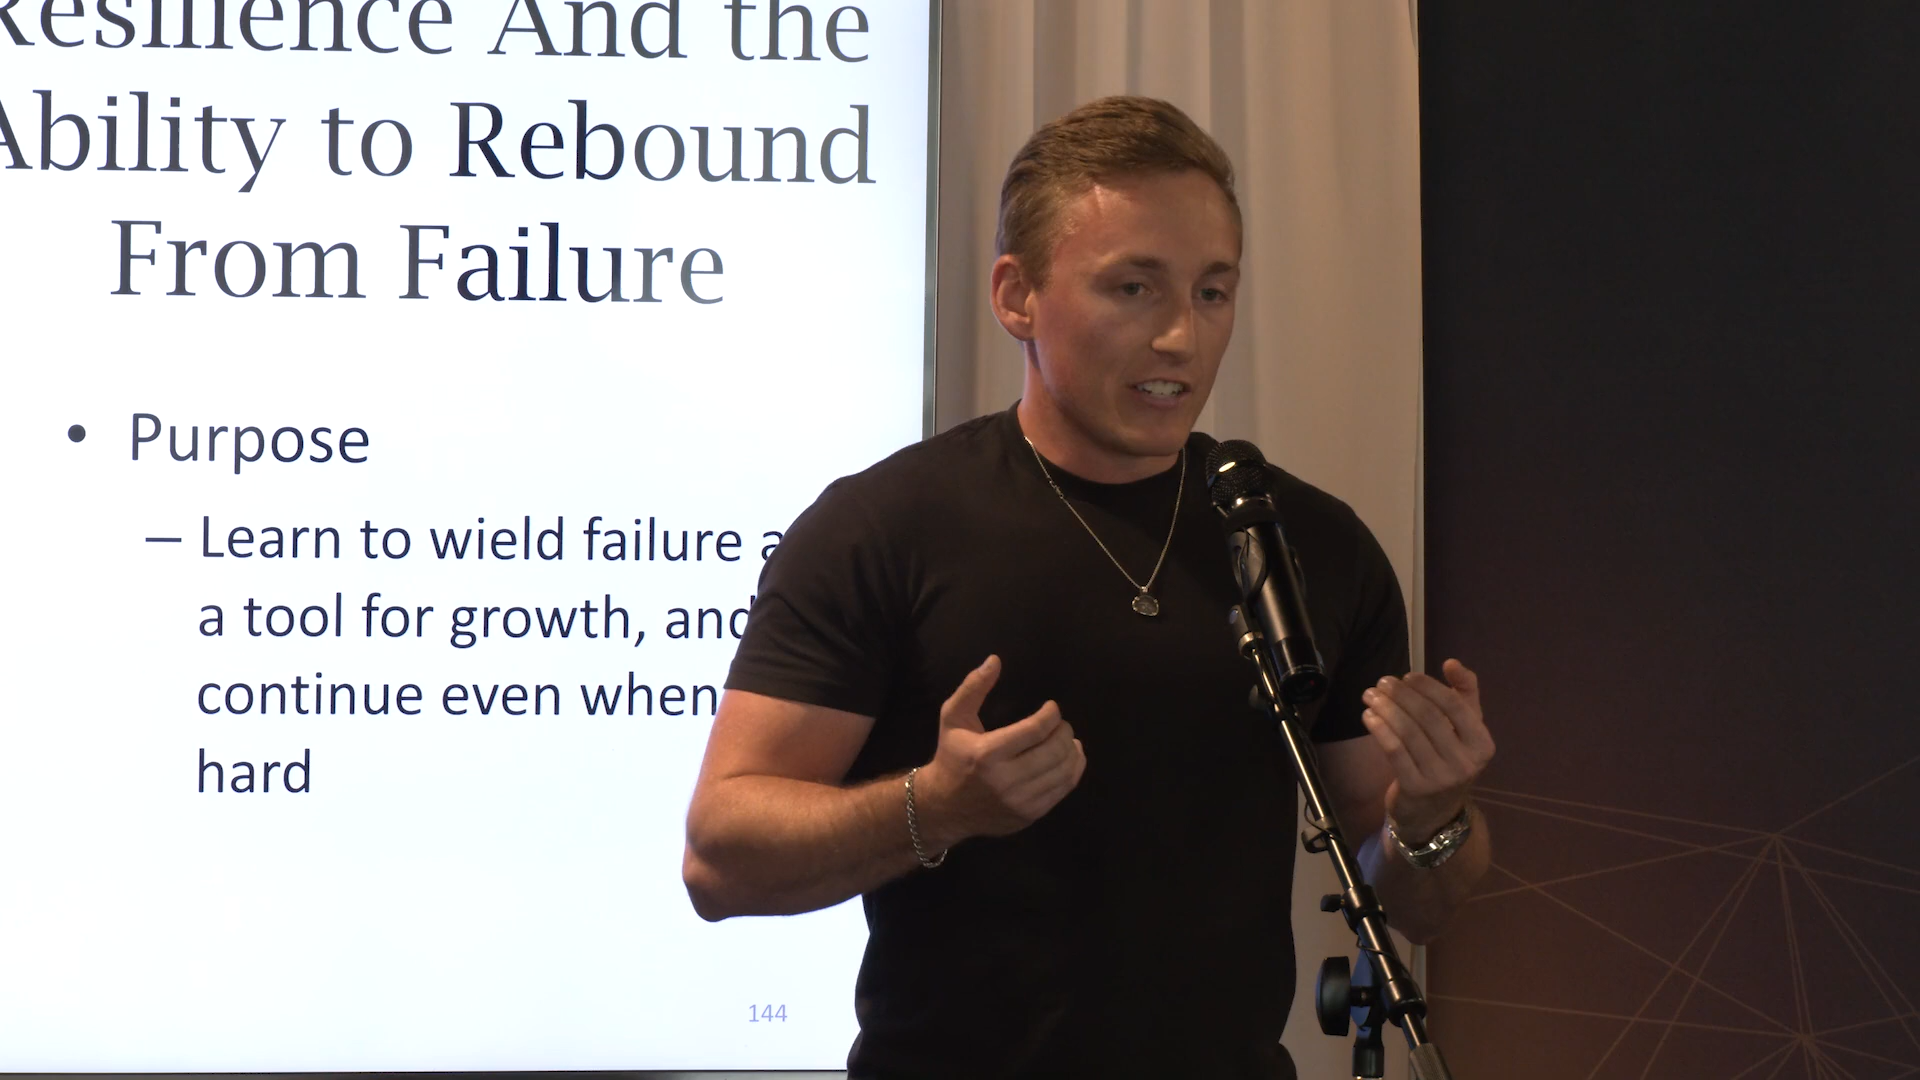 Resilience And the
Ability to Rebound
From Failure
• Purpose
– Learn to wield failure a
a tool for growth, and
continue even when
hard
144